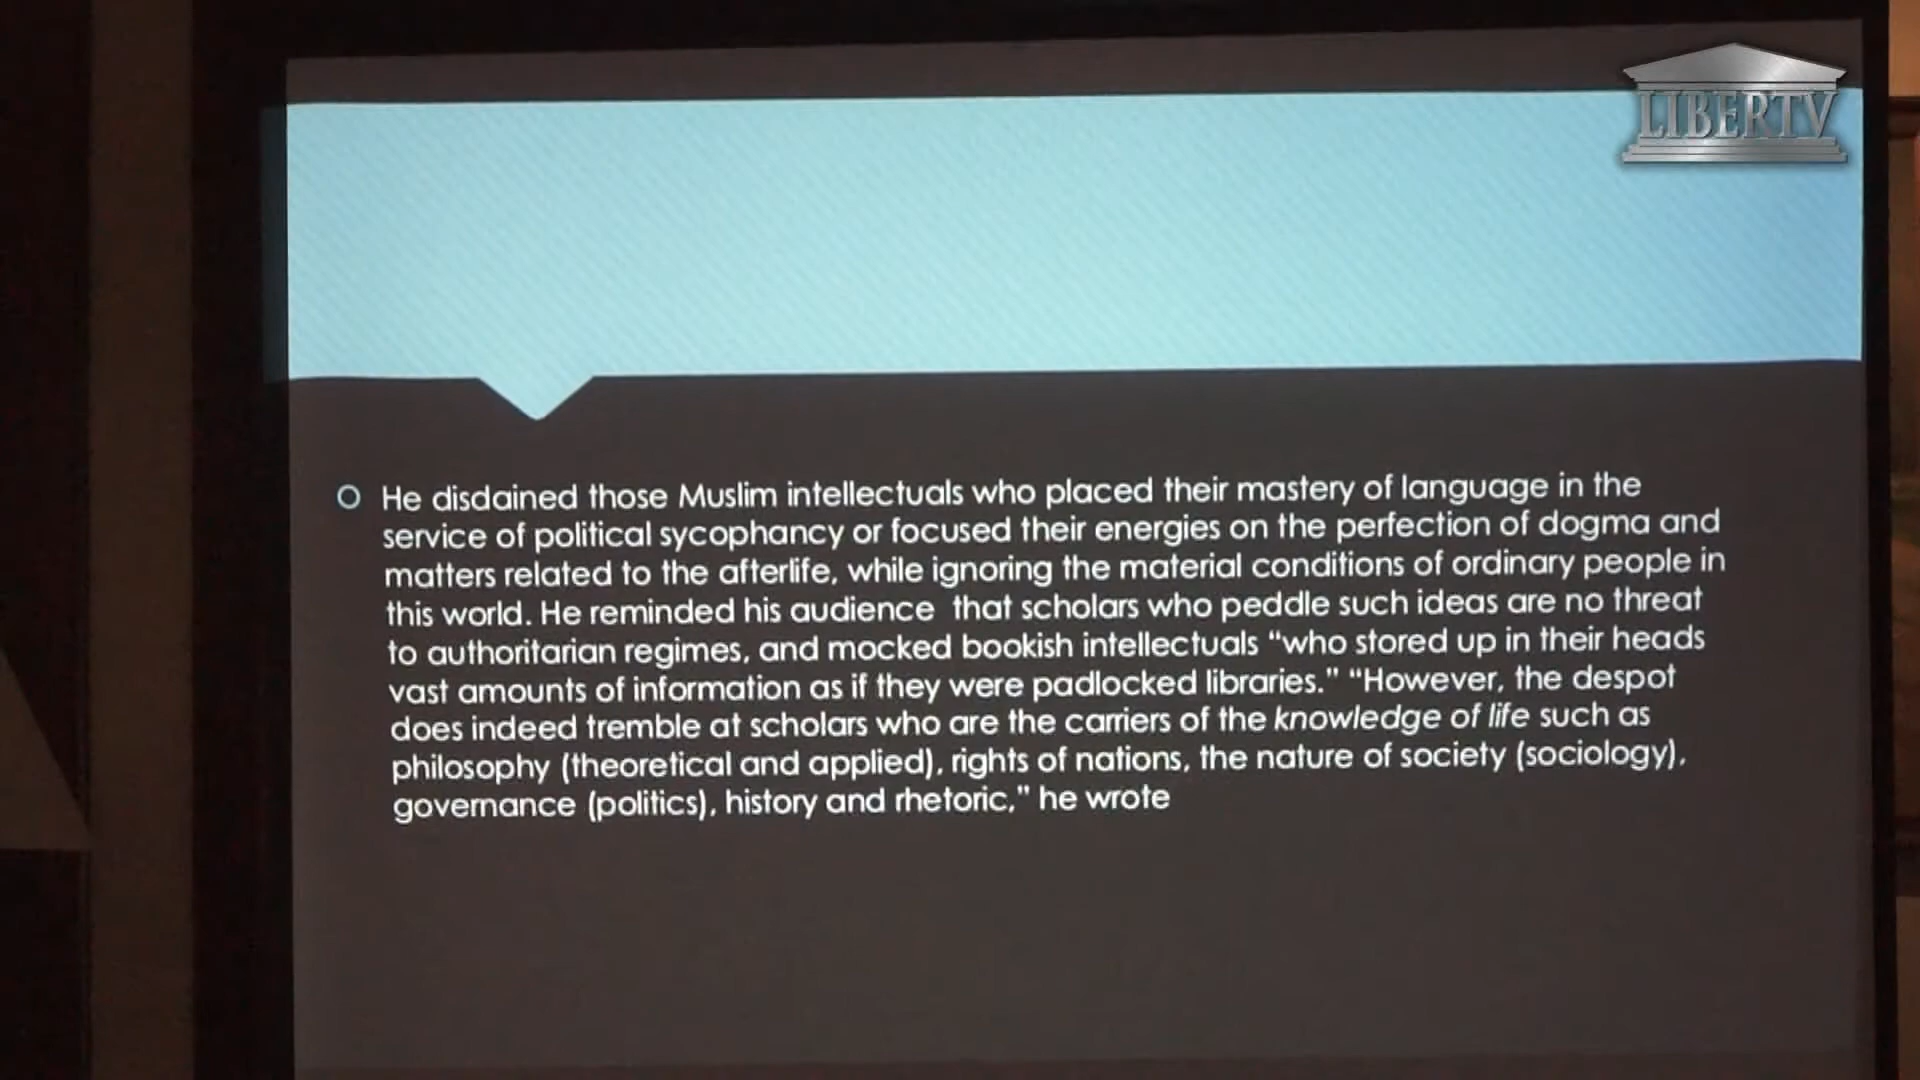 LIBERTV
He disdained those Muslim intellectuals who placed their mastery of language in the
service of political sycophancy or focused their energies on the perfection of dogma and
matters related to the afterlife, while ignoring the material conditions of ordinary people in
this world. He reminded his audience  that scholars who peddle such ideas are no threat
to authoritarian regimes, and mocked bookish intellectuals “who stored up in their heads
vast amounts of information as if they were padlocked libraries.” “However, the despot
does indeed tremble at scholars who are the carriers of the knowledge of life such as
philosophy (theoretical and applied), rights of nations, the nature of society (sociology),
governance (politics), history and rhetoric,” he wrote